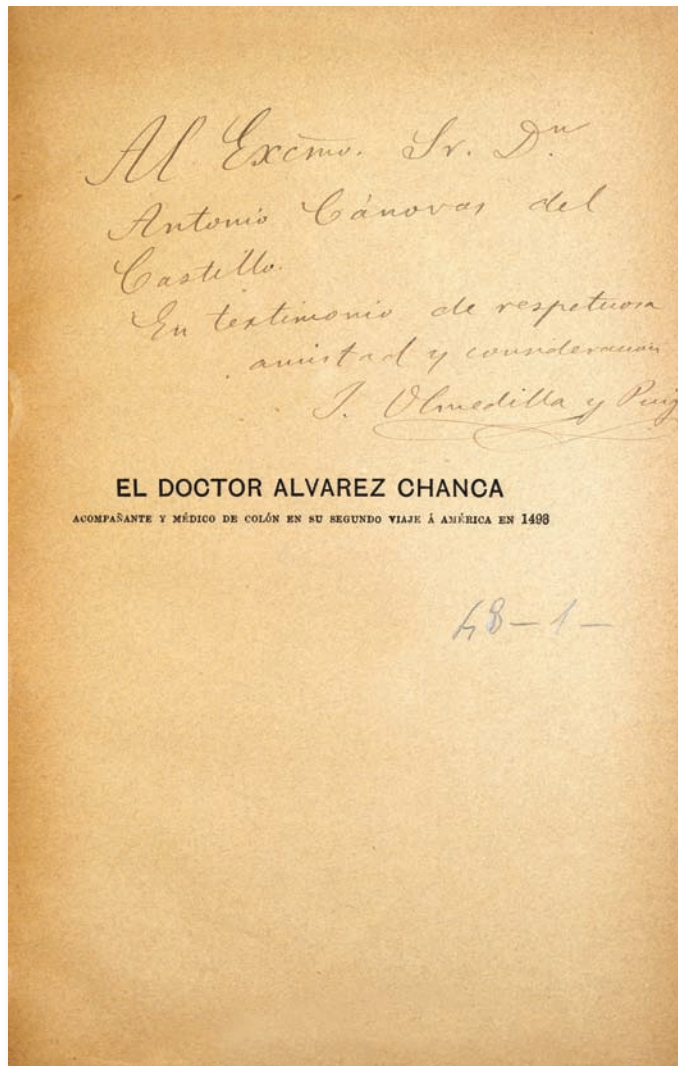 Al Excmo. Sr. Dn
Antonio Cánovas del
Castillo.
En testimonio de respetuosa
amistad y consideracion
J. Olmedilla y Puig
EL DOCTOR ALVAREZ CHANCA
ACOMPAÑANTE Y MÉDICO DE COLÓN EN SU SEGUNDO VIAJE Á AMÉRICA EN 1493
48-1-